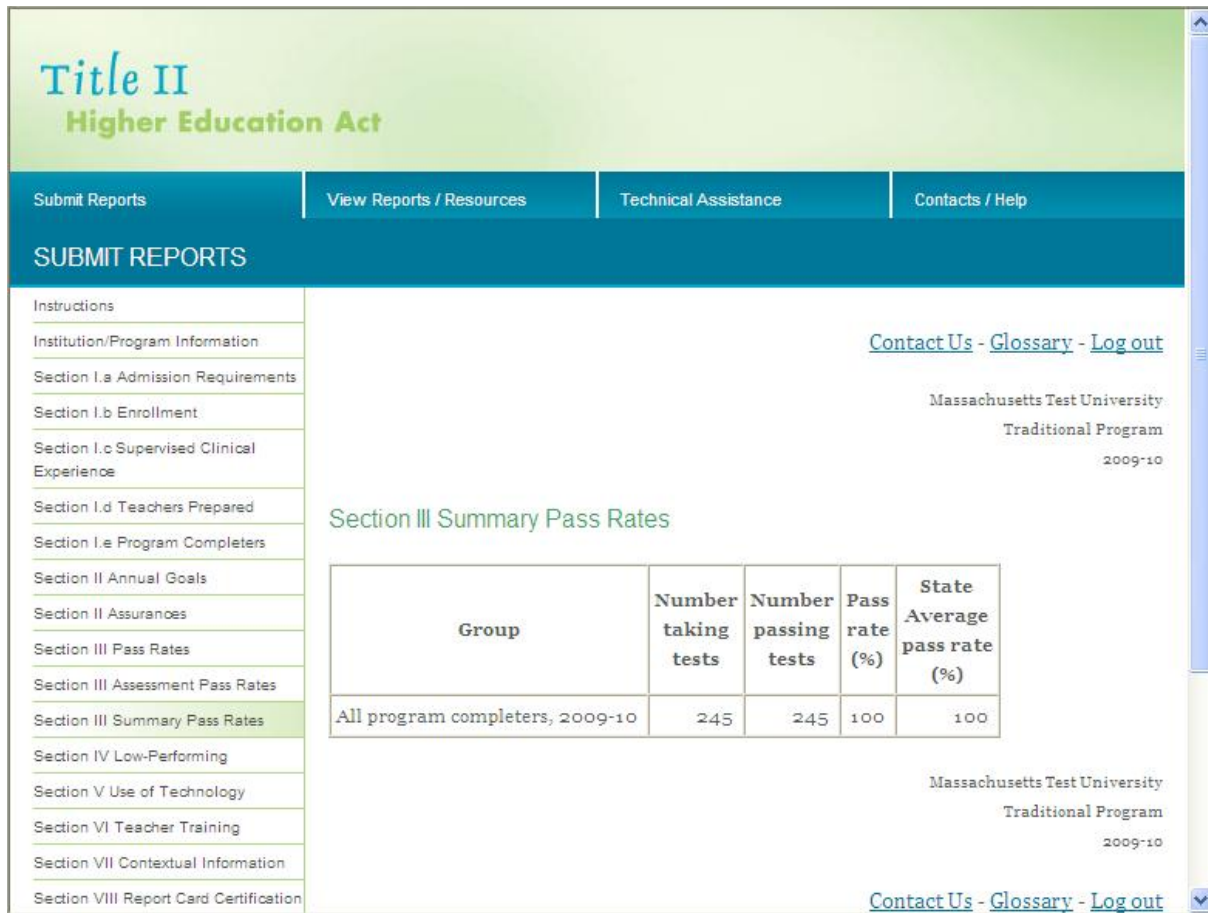 Title II
Higher Education Act
Submit Reports
View Reports / Resources
Technical Assistance
Contacts / Help
SUBMIT REPORTS
Instructions
Institution/Program Information
Section I.a Admission Requirements
Section I.b Enrollment
Section I.c Supervised Clinical
Experience
Section I.d Teachers Prepared
Section I.e Program Completers
Section II Annual Goals
Section II Assurances
Section III Pass Rates
Section III Assessment Pass Rates
Section III Summary Pass Rates
Section IV Low-Performing
Section V Use of Technology
Section VI Teacher Training
Section VII Contextual Information
Section VIII Report Card Certification
Contact Us - Glossary - Log out
Massachusetts Test University
Traditional Program
2009-10
Section III Summary Pass Rates
Group
Number
taking
tests
Number
passing
tests
Pass
rate
(%)
State
Average
pass rate
(%)
All program completers, 2009-10 245 245 100 100
Massachusetts Test University
Traditional Program
2009-10
Contact Us - Glossary - Log out